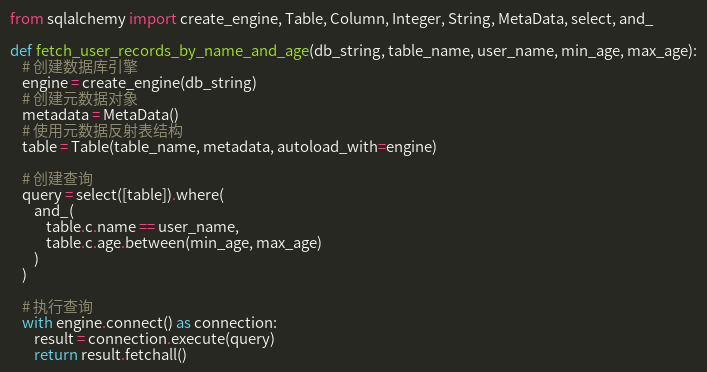 from sqlalchemy import create_engine, Table, Column, Integer, String, MetaData, select, and_

def fetch_user_records_by_name_and_age(db_string, table_name, user_name, min_age, max_age):
    # 创建数据库引擎
    engine = create_engine(db_string)
    # 创建元数据对象
    metadata = MetaData()
    # 使用元数据反射表结构
    table = Table(table_name, metadata, autoload_with=engine)

    # 创建查询
    query = select([table]).where(
        and_(
            table.c.name == user_name,
            table.c.age.between(min_age, max_age)
        )
    )

    # 执行查询
    with engine.connect() as connection:
        result = connection.execute(query)
        return result.fetchall()